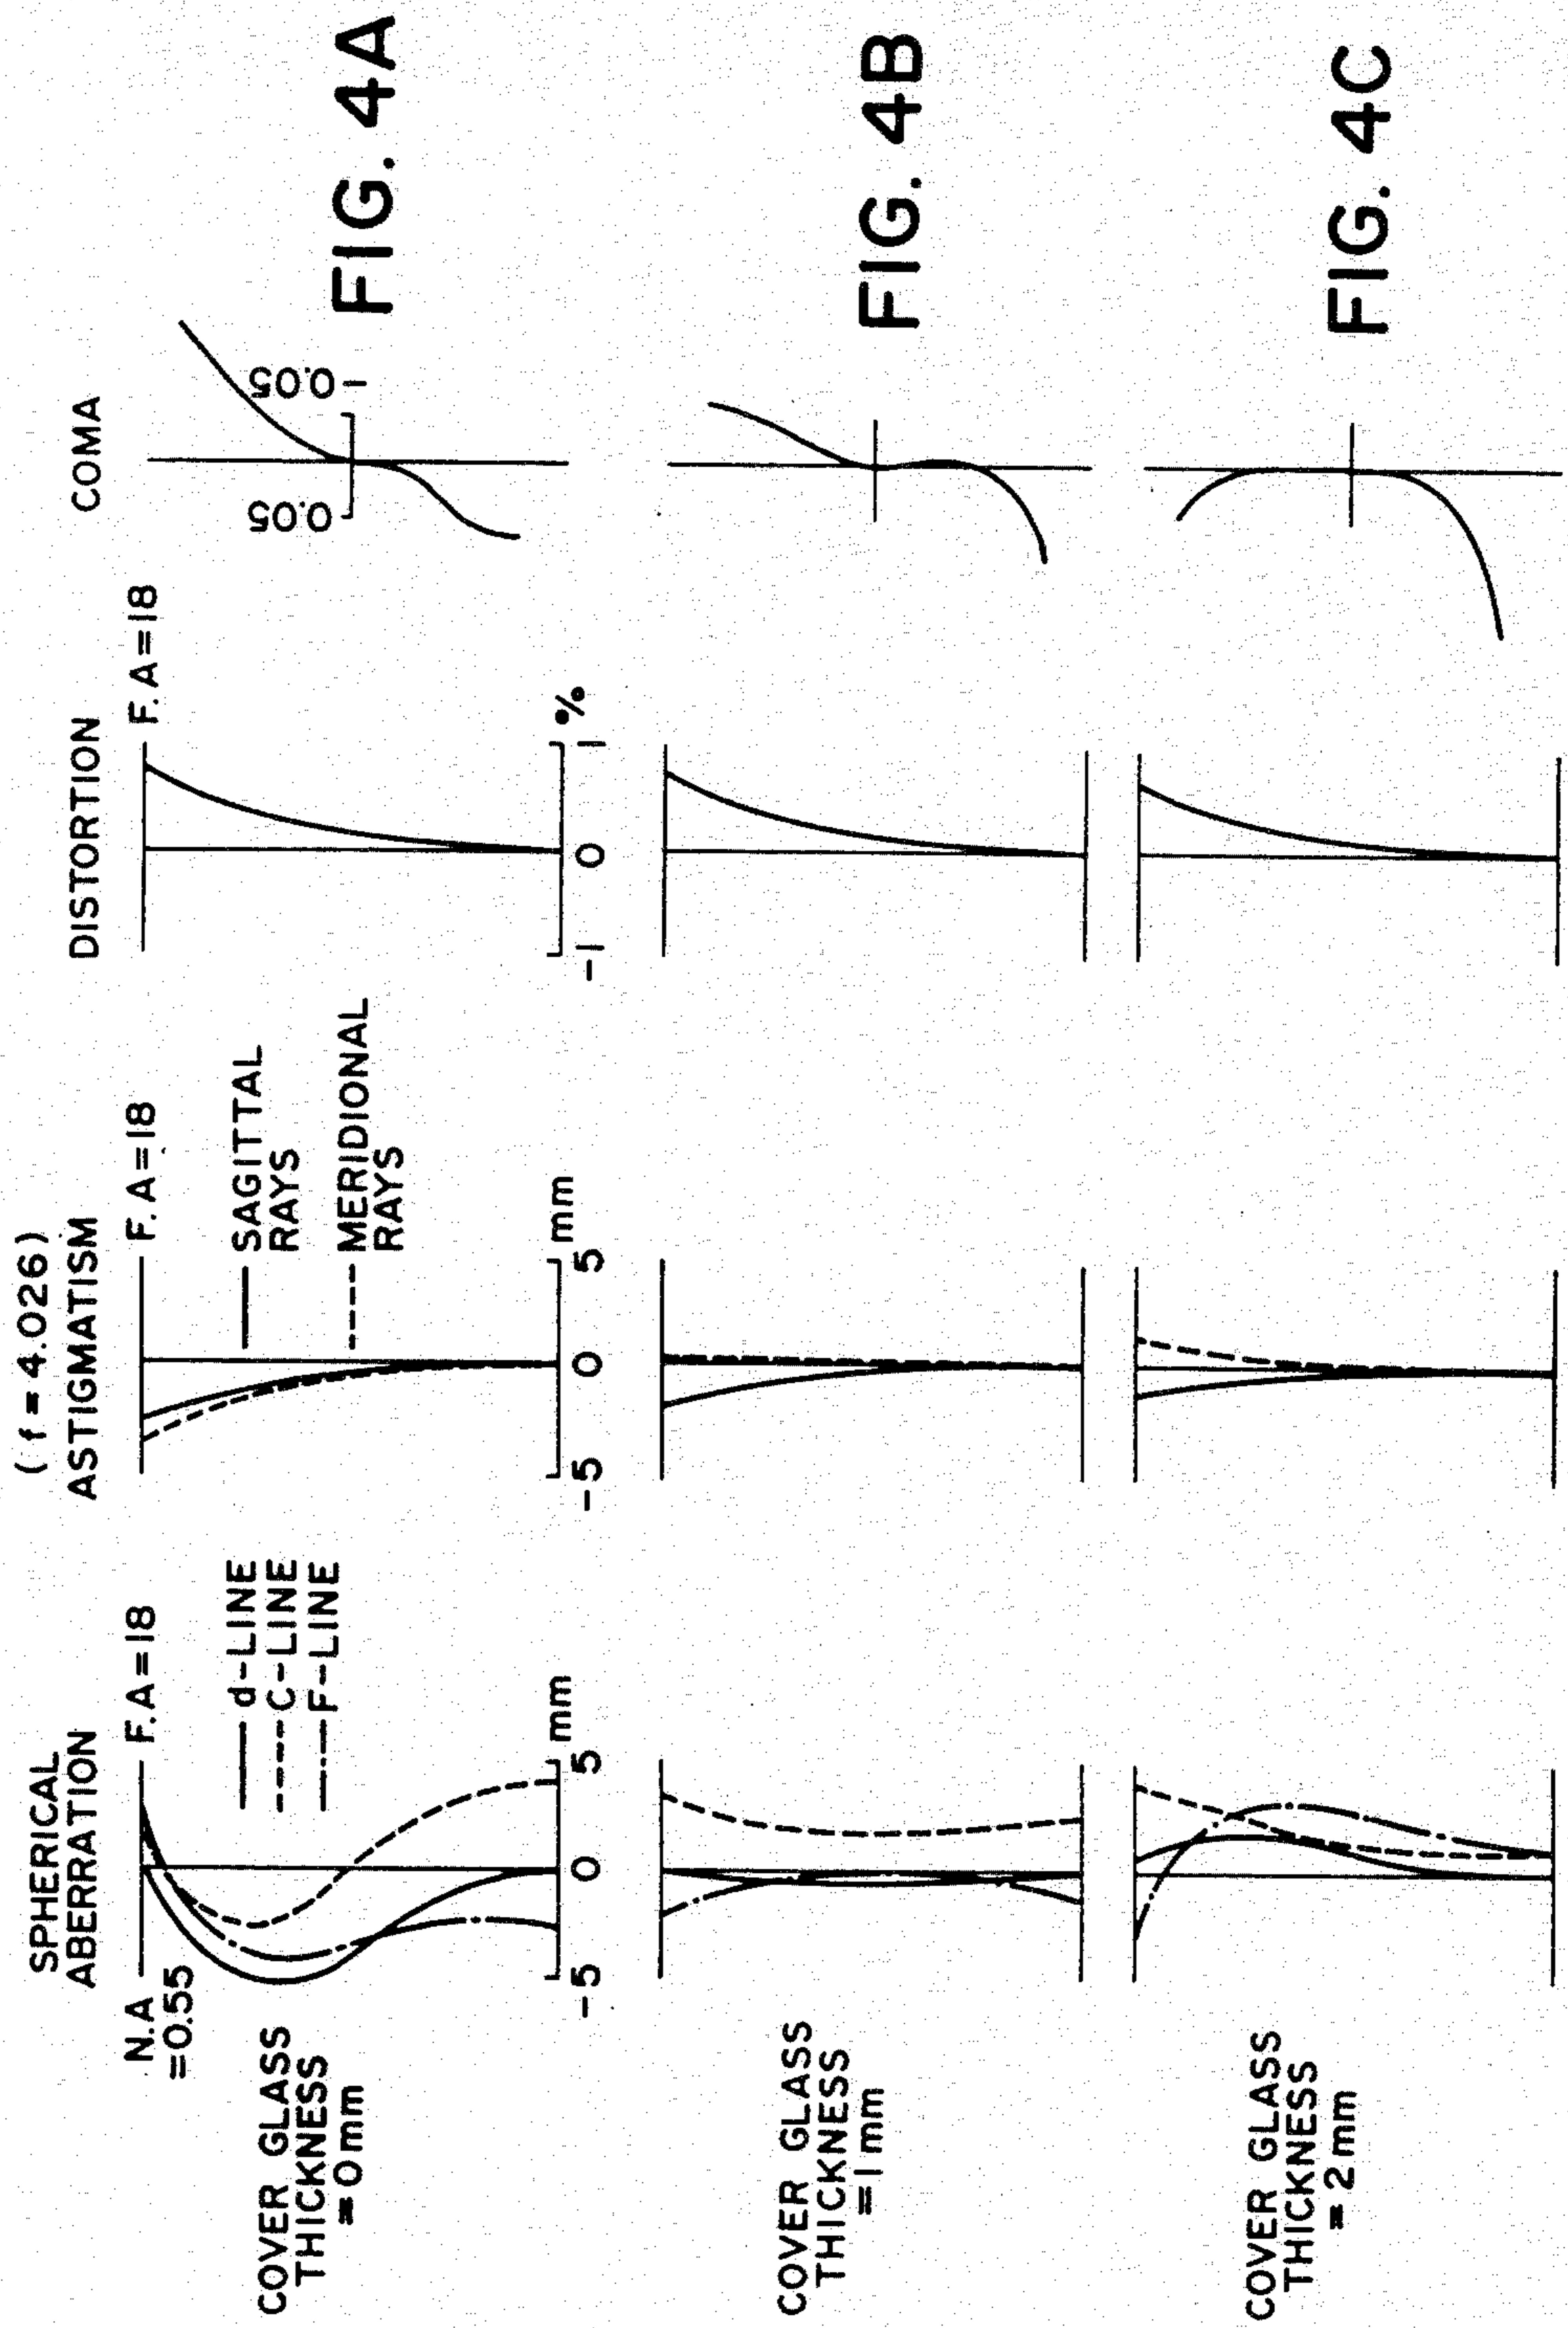 (f = 4.026)
SPHERICAL
ABERRATION
ASTIGMATISM
DISTORTION
COMA
N.A
=0.55
F.A=18
F.A=18
F.A=18
d-LINE
C-LINE
F-LINE
SAGITTAL
RAYS
MERIDIONAL
RAYS
0.05
-0.05
COVER GLASS
THICKNESS
=0mm
-5
0
5
mm
-5
0
5
mm
-1
0
1
%
FIG. 4A
COVER GLASS
THICKNESS
=1mm
FIG. 4B
COVER GLASS
THICKNESS
=2mm
FIG. 4C